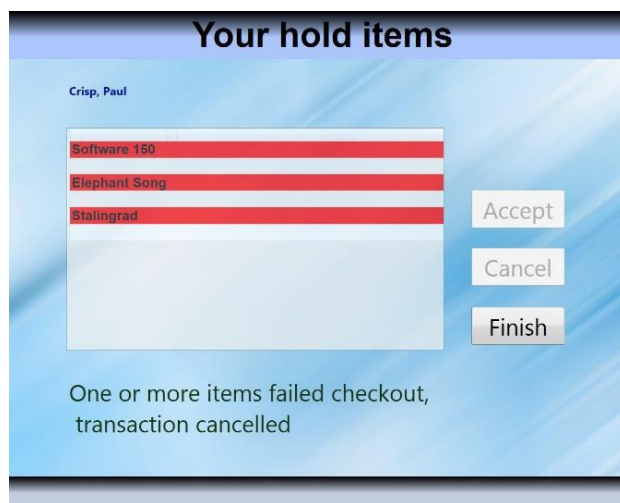 Your hold items
Crisp, Paul
Software 150
Elephant Song
Stalingrad
Accept
Cancel
Finish
One or more items failed checkout,
transaction cancelled